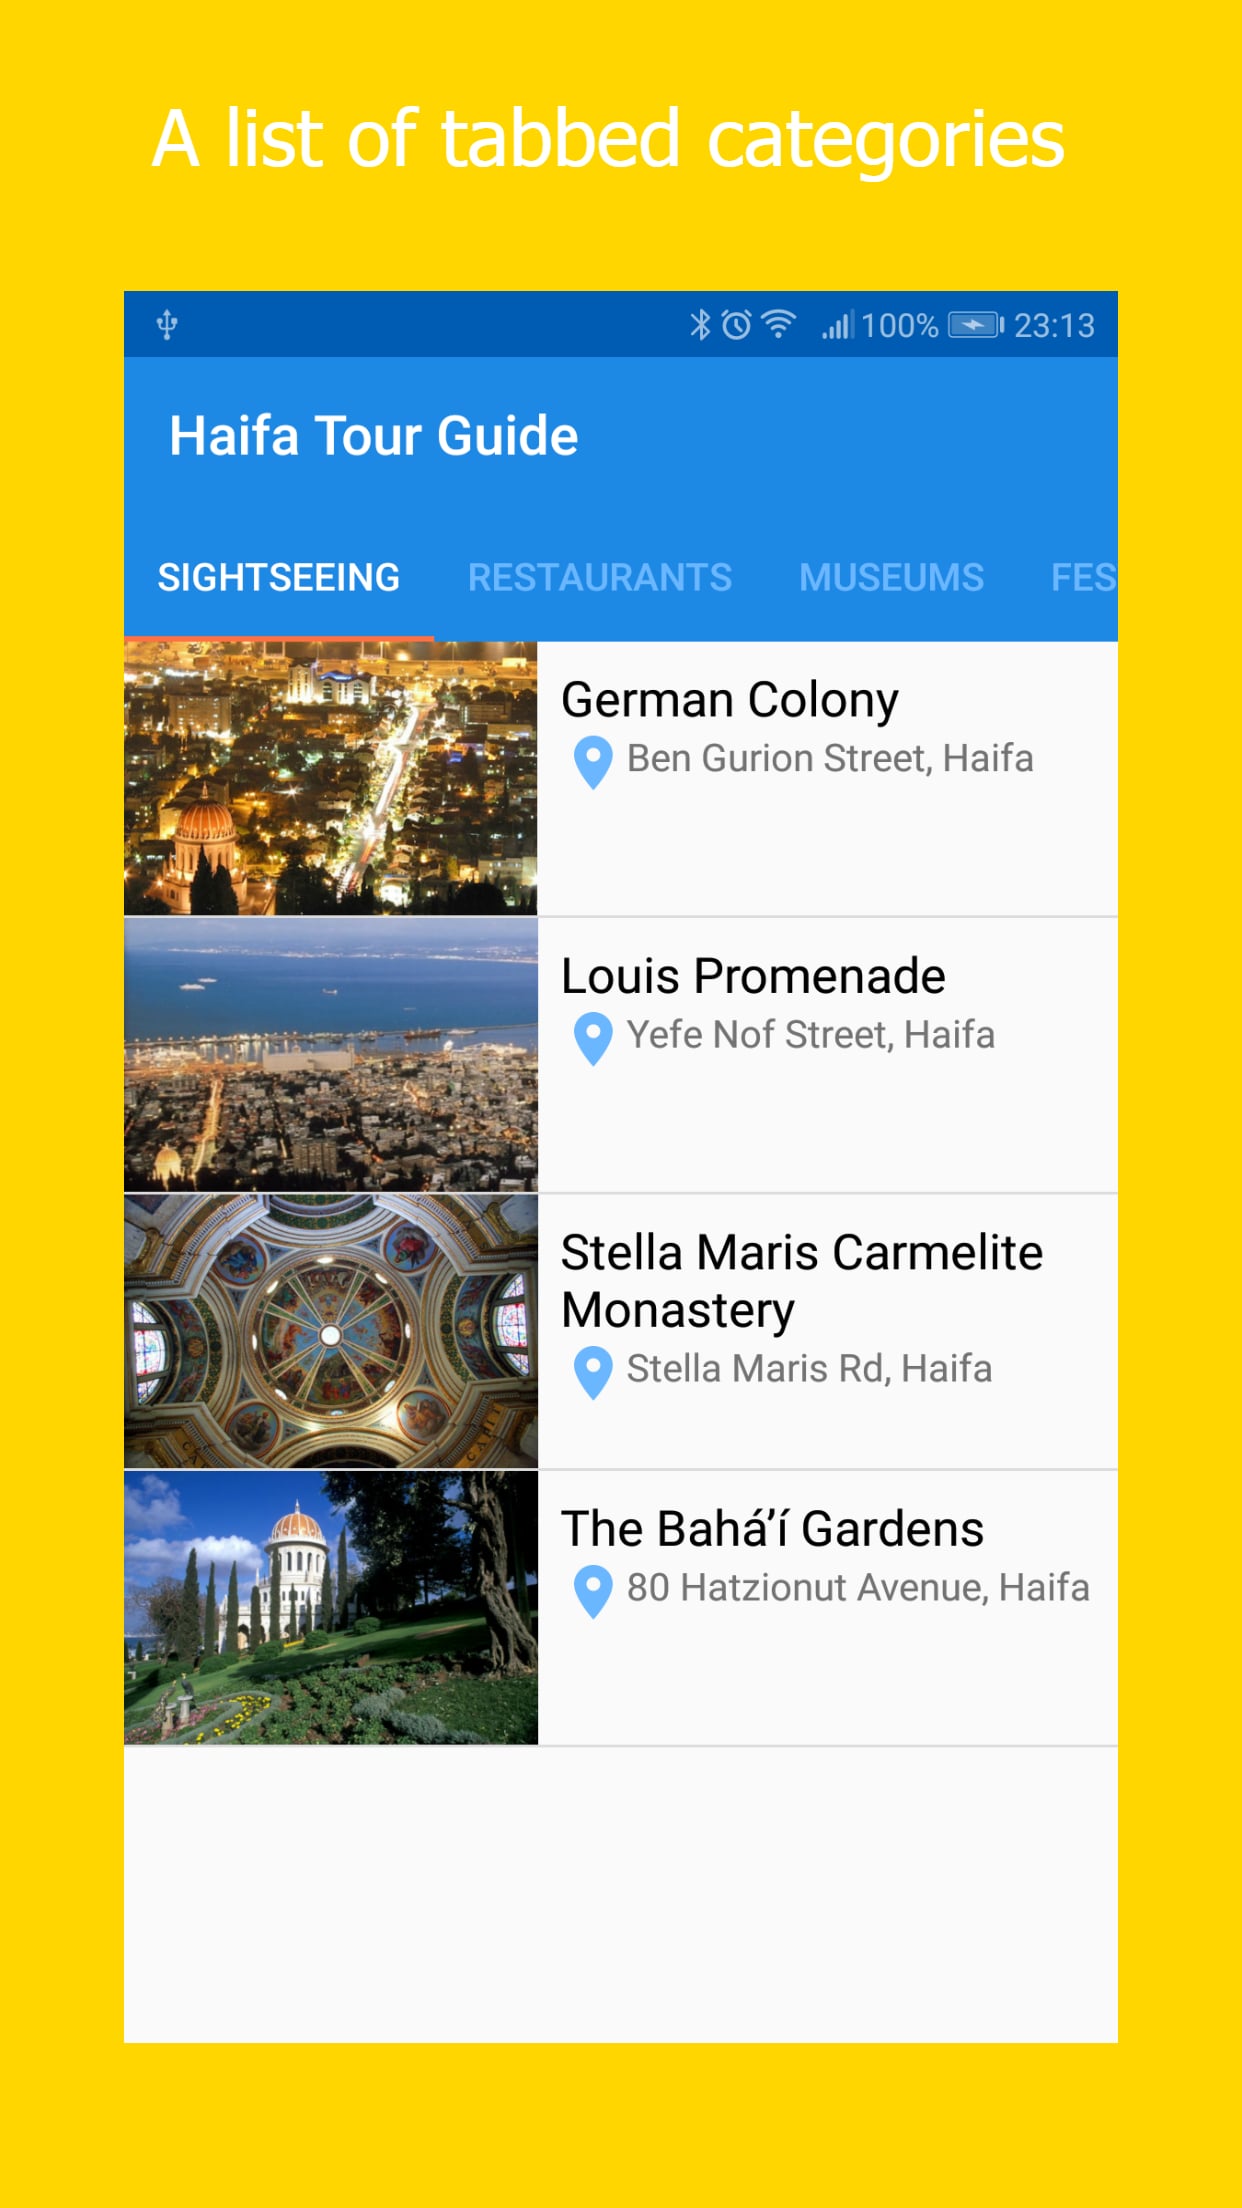 A list of tabbed categories
100% 23:13
Haifa Tour Guide
SIGHTSEEING RESTAURANTS MUSEUMS FES
German Colony
Ben Gurion Street, Haifa
Louis Promenade
Yefe Nof Street, Haifa
Stella Maris Carmelite
Monastery
Stella Maris Rd, Haifa
The Bahá’í Gardens
80 Hatzionut Avenue, Haifa